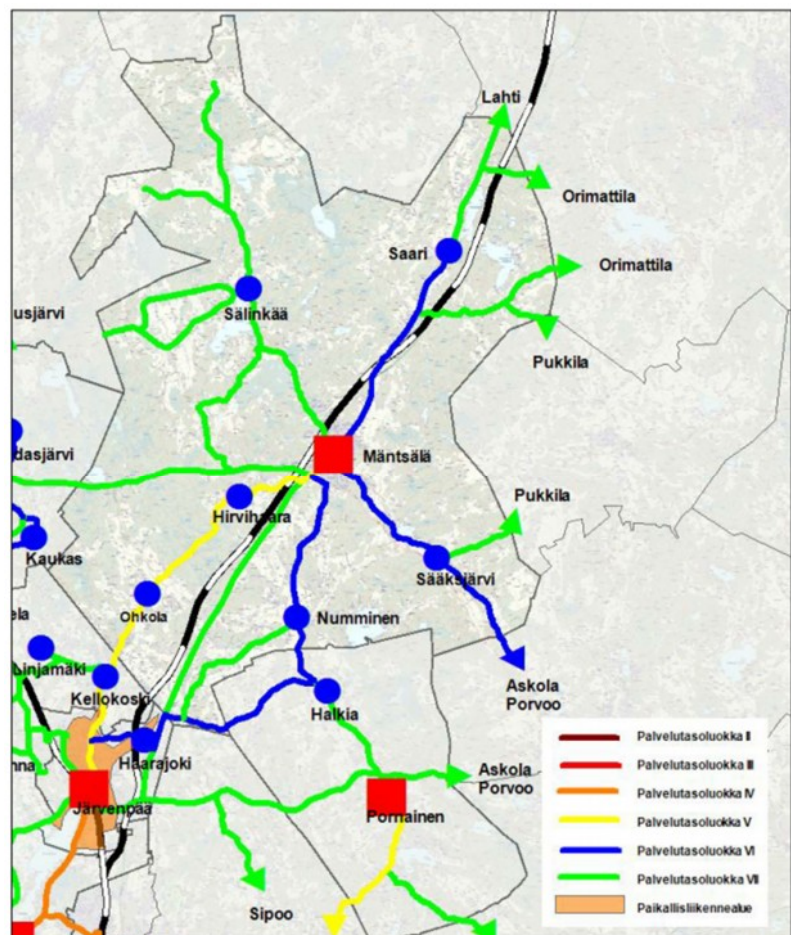 Lahti
Orimattila
Saari
Orimattila
Sälinkää
usjärvi
Pukkila
Mäntsälä
dasjärvi
Pukkila
Hirvihaara
Kaukas
Sääksjärvi
Ohkola
ela
Numminen
Linjamäki
Kellokoski
Askola
Porvoo
Halkia
Haarajoki
nna
Askola
Porvoo
Järvenpää
Pornainen
Sipoo
Palvelutasoluokka II
Palvelutasoluokka III
Palvelutasoluokka IV
Palvelutasoluokka V
Palvelutasoluokka VI
Palvelutasoluokka VII
Paikallisliikennealue